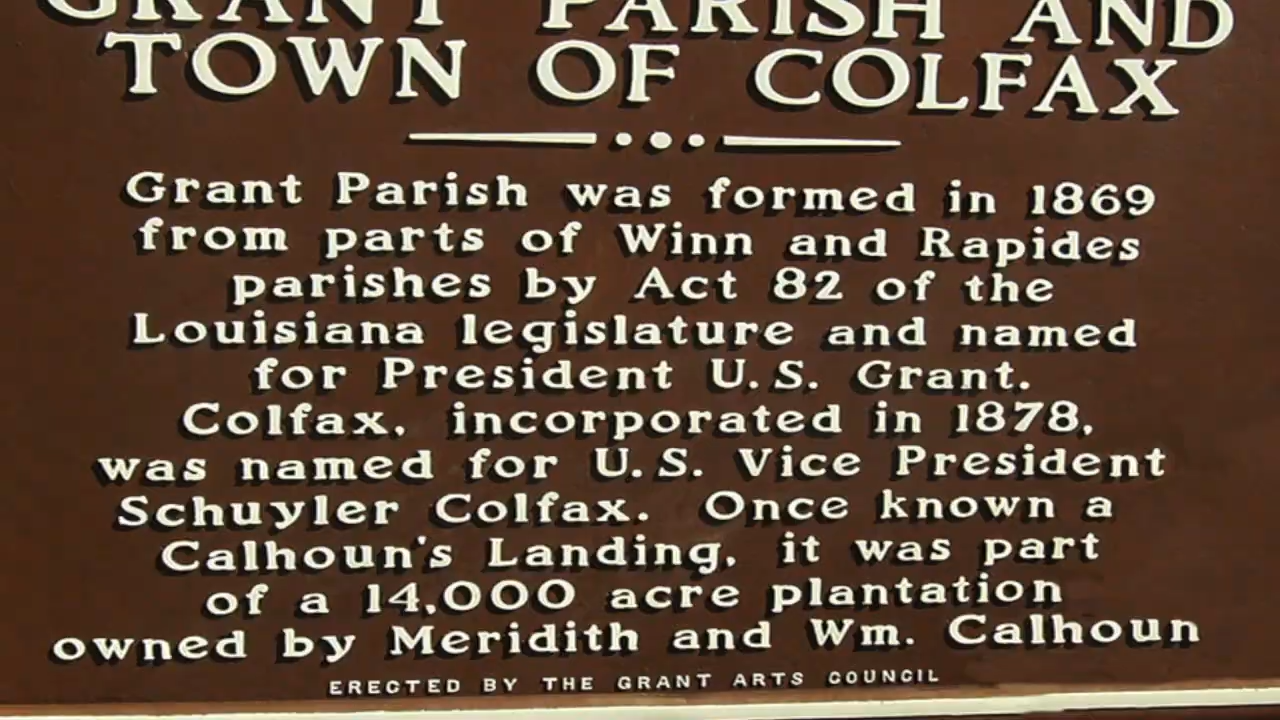 GRANT PARISH AND
TOWN OF COLFAX
Grant Parish was formed in 1869
from parts of Winn and Rapides
parishes by Act 82 of the
Louisiana legislature and named
for President U.S. Grant.
Colfax, incorporated in 1878,
was named for U.S. Vice President
Schuyler Colfax. Once known a
Calhoun's Landing, it was part
of a 14,000 acre plantation
owned by Meridith and Wm. Calhoun
ERECTED BY THE GRANT ARTS COUNCIL